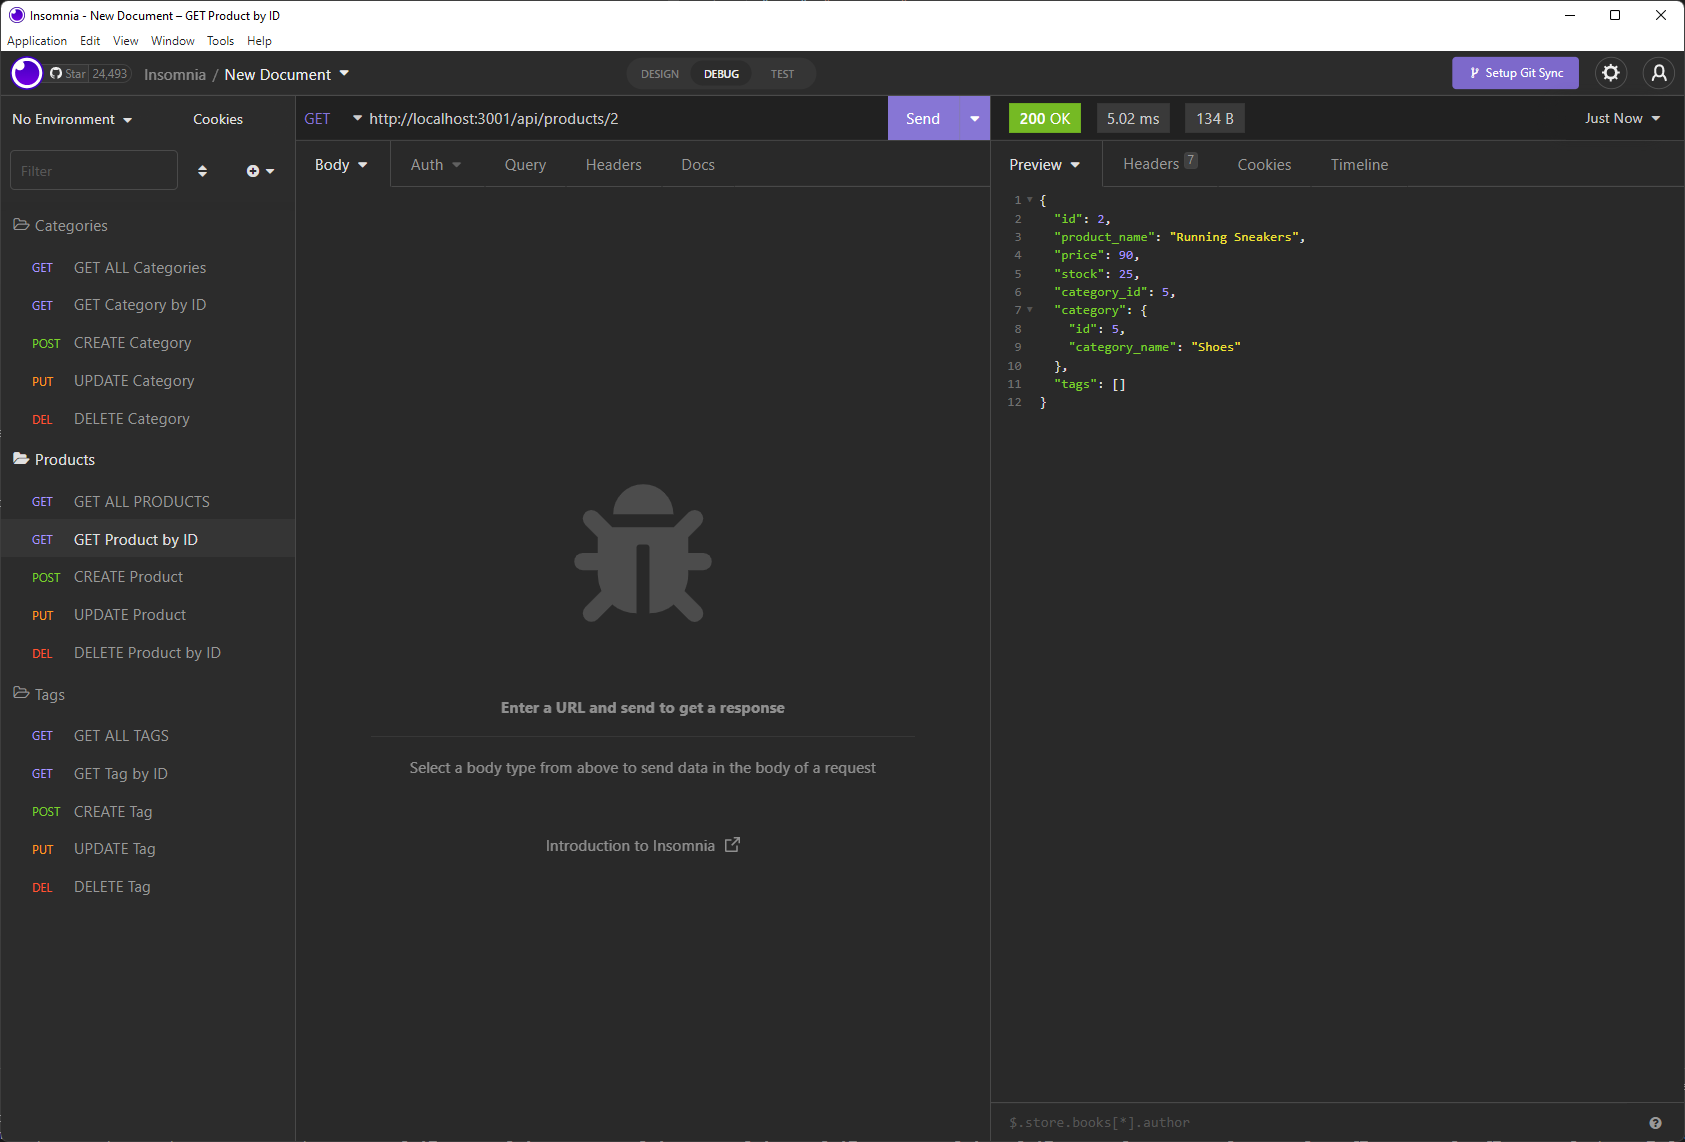 Insomnia - New Document – GET Product by ID
Application Edit View Window Tools Help
Star 24,493 Insomnia / New Document DESIGN DEBUG TEST Setup Git Sync
No Environment Cookies
Filter
Categories
GET GET ALL Categories
GET GET Category by ID
POST CREATE Category
PUT UPDATE Category
DEL DELETE Category
Products
GET GET ALL PRODUCTS
GET GET Product by ID
POST CREATE Product
PUT UPDATE Product
DEL DELETE Product by ID
Tags
GET GET ALL TAGS
GET GET Tag by ID
POST CREATE Tag
PUT UPDATE Tag
DEL DELETE Tag
GET http://localhost:3001/api/products/2 Send
Body Auth Query Headers Docs
Enter a URL and send to get a response
Select a body type from above to send data in the body of a request
Introduction to Insomnia
200 OK 5.02 ms 134 B Just Now
Preview Headers 7 Cookies Timeline
1 {
2 "id": 2,
3 "product_name": "Running Sneakers",
4 "price": 90,
5 "stock": 25,
6 "category_id": 5,
7 "category": {
8 "id": 5,
9 "category_name": "Shoes"
10 },
11 "tags": []
12 }
$.store.books[*].author